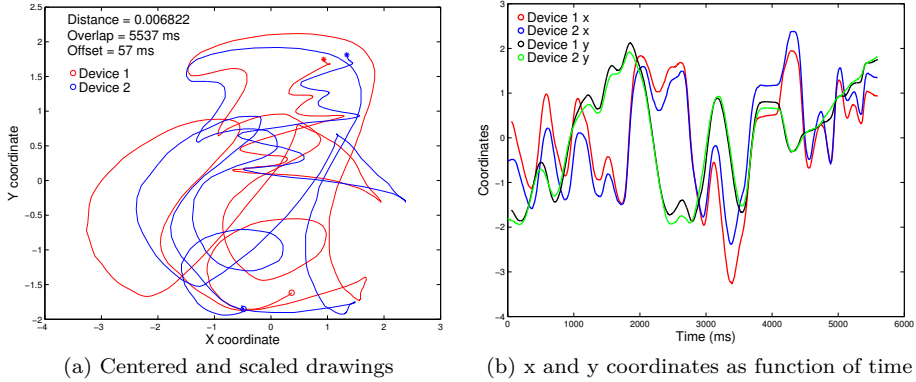 Distance = 0.006822
Overlap = 5537 ms
Offset = 57 ms
Device 1
Device 2
2.5
2
1.5
1
0.5
0
−0.5
−1
−1.5
−2
Y coordinate
−4
−3
−2
−1
0
1
2
3
X coordinate
(a) Centered and scaled drawings
Device 1 x
Device 2 x
Device 1 y
Device 2 y
3
2
1
0
−1
−2
−3
−4
Coordinates
0
1000
2000
3000
4000
5000
6000
Time (ms)
(b) x and y coordinates as function of time